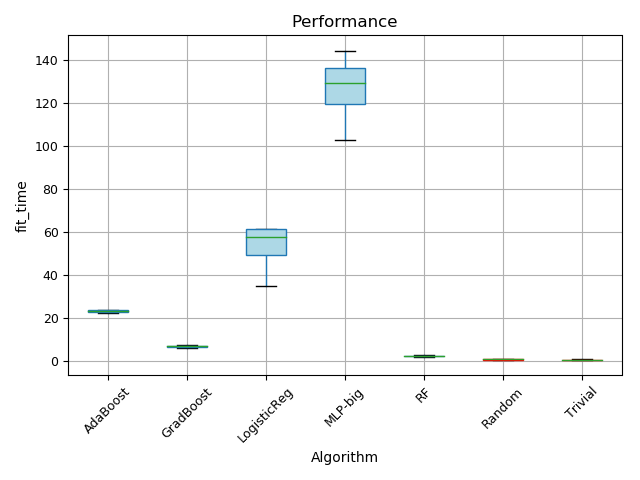 Performance
140
120
100
80
60
40
20
0
fit_time
AdaBoost
GradBoost
LogisticReg
MLP-big
RF
Random
Trivial
Algorithm